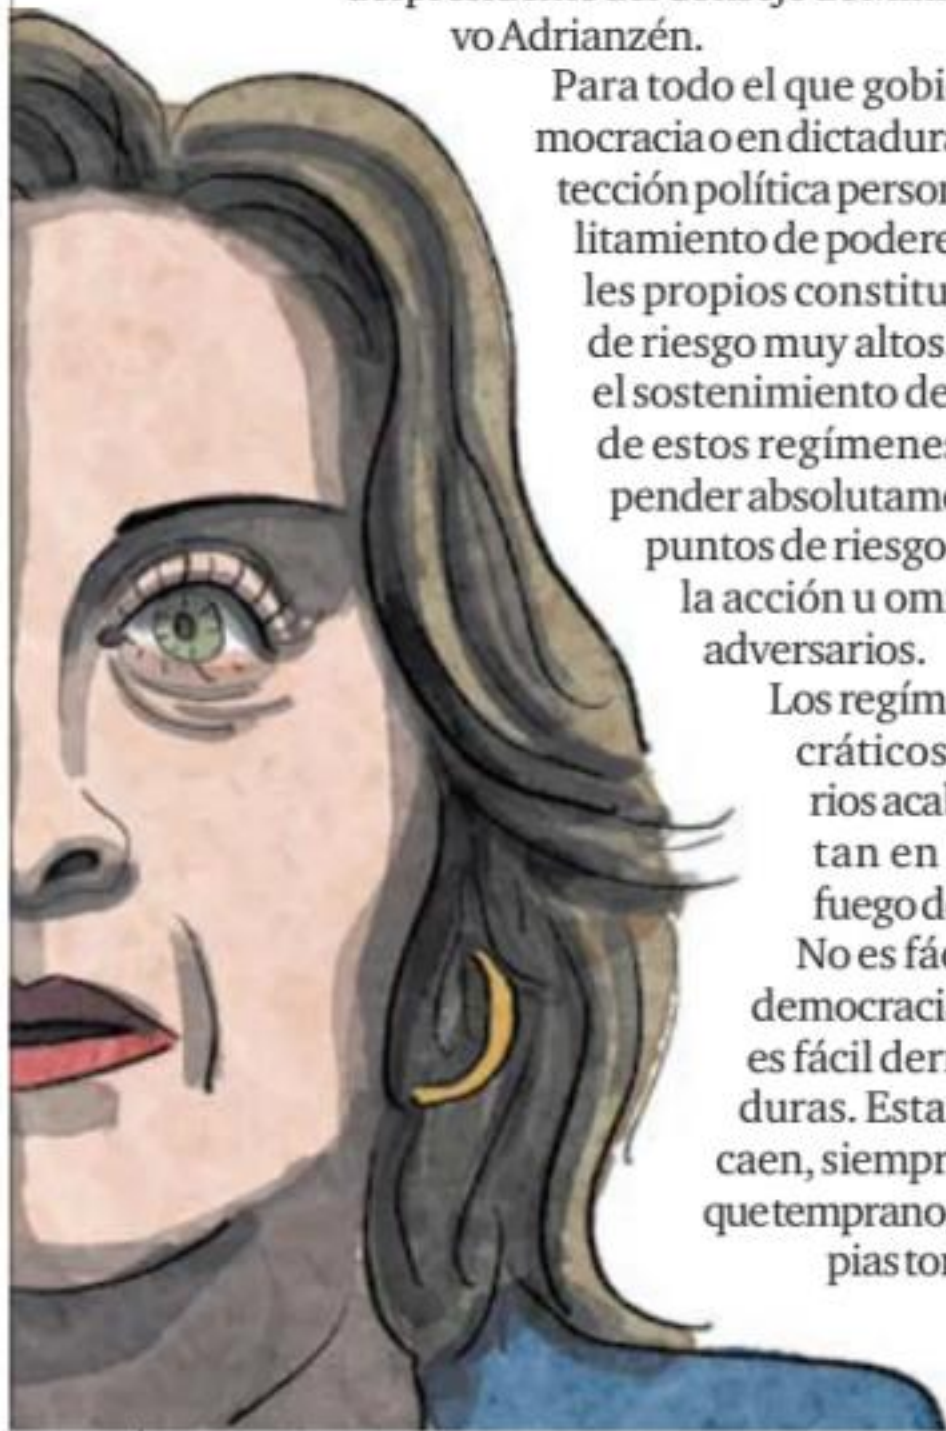 vo Adrianzén.
Para todo el que gobi
mocracia o en dictadura
tección política person
litamiento de podere
les propios constitu
de riesgo muy altos
el sostenimiento de
de estos regímenes
pender absolutame
puntos de riesgo
la acción u om
adversarios.
Los regím
cráticos
rios aca
tan en
fuego d
No es fác
democraci
es fácil der
duras. Esta
caen, siempr
que temprano
pias tor